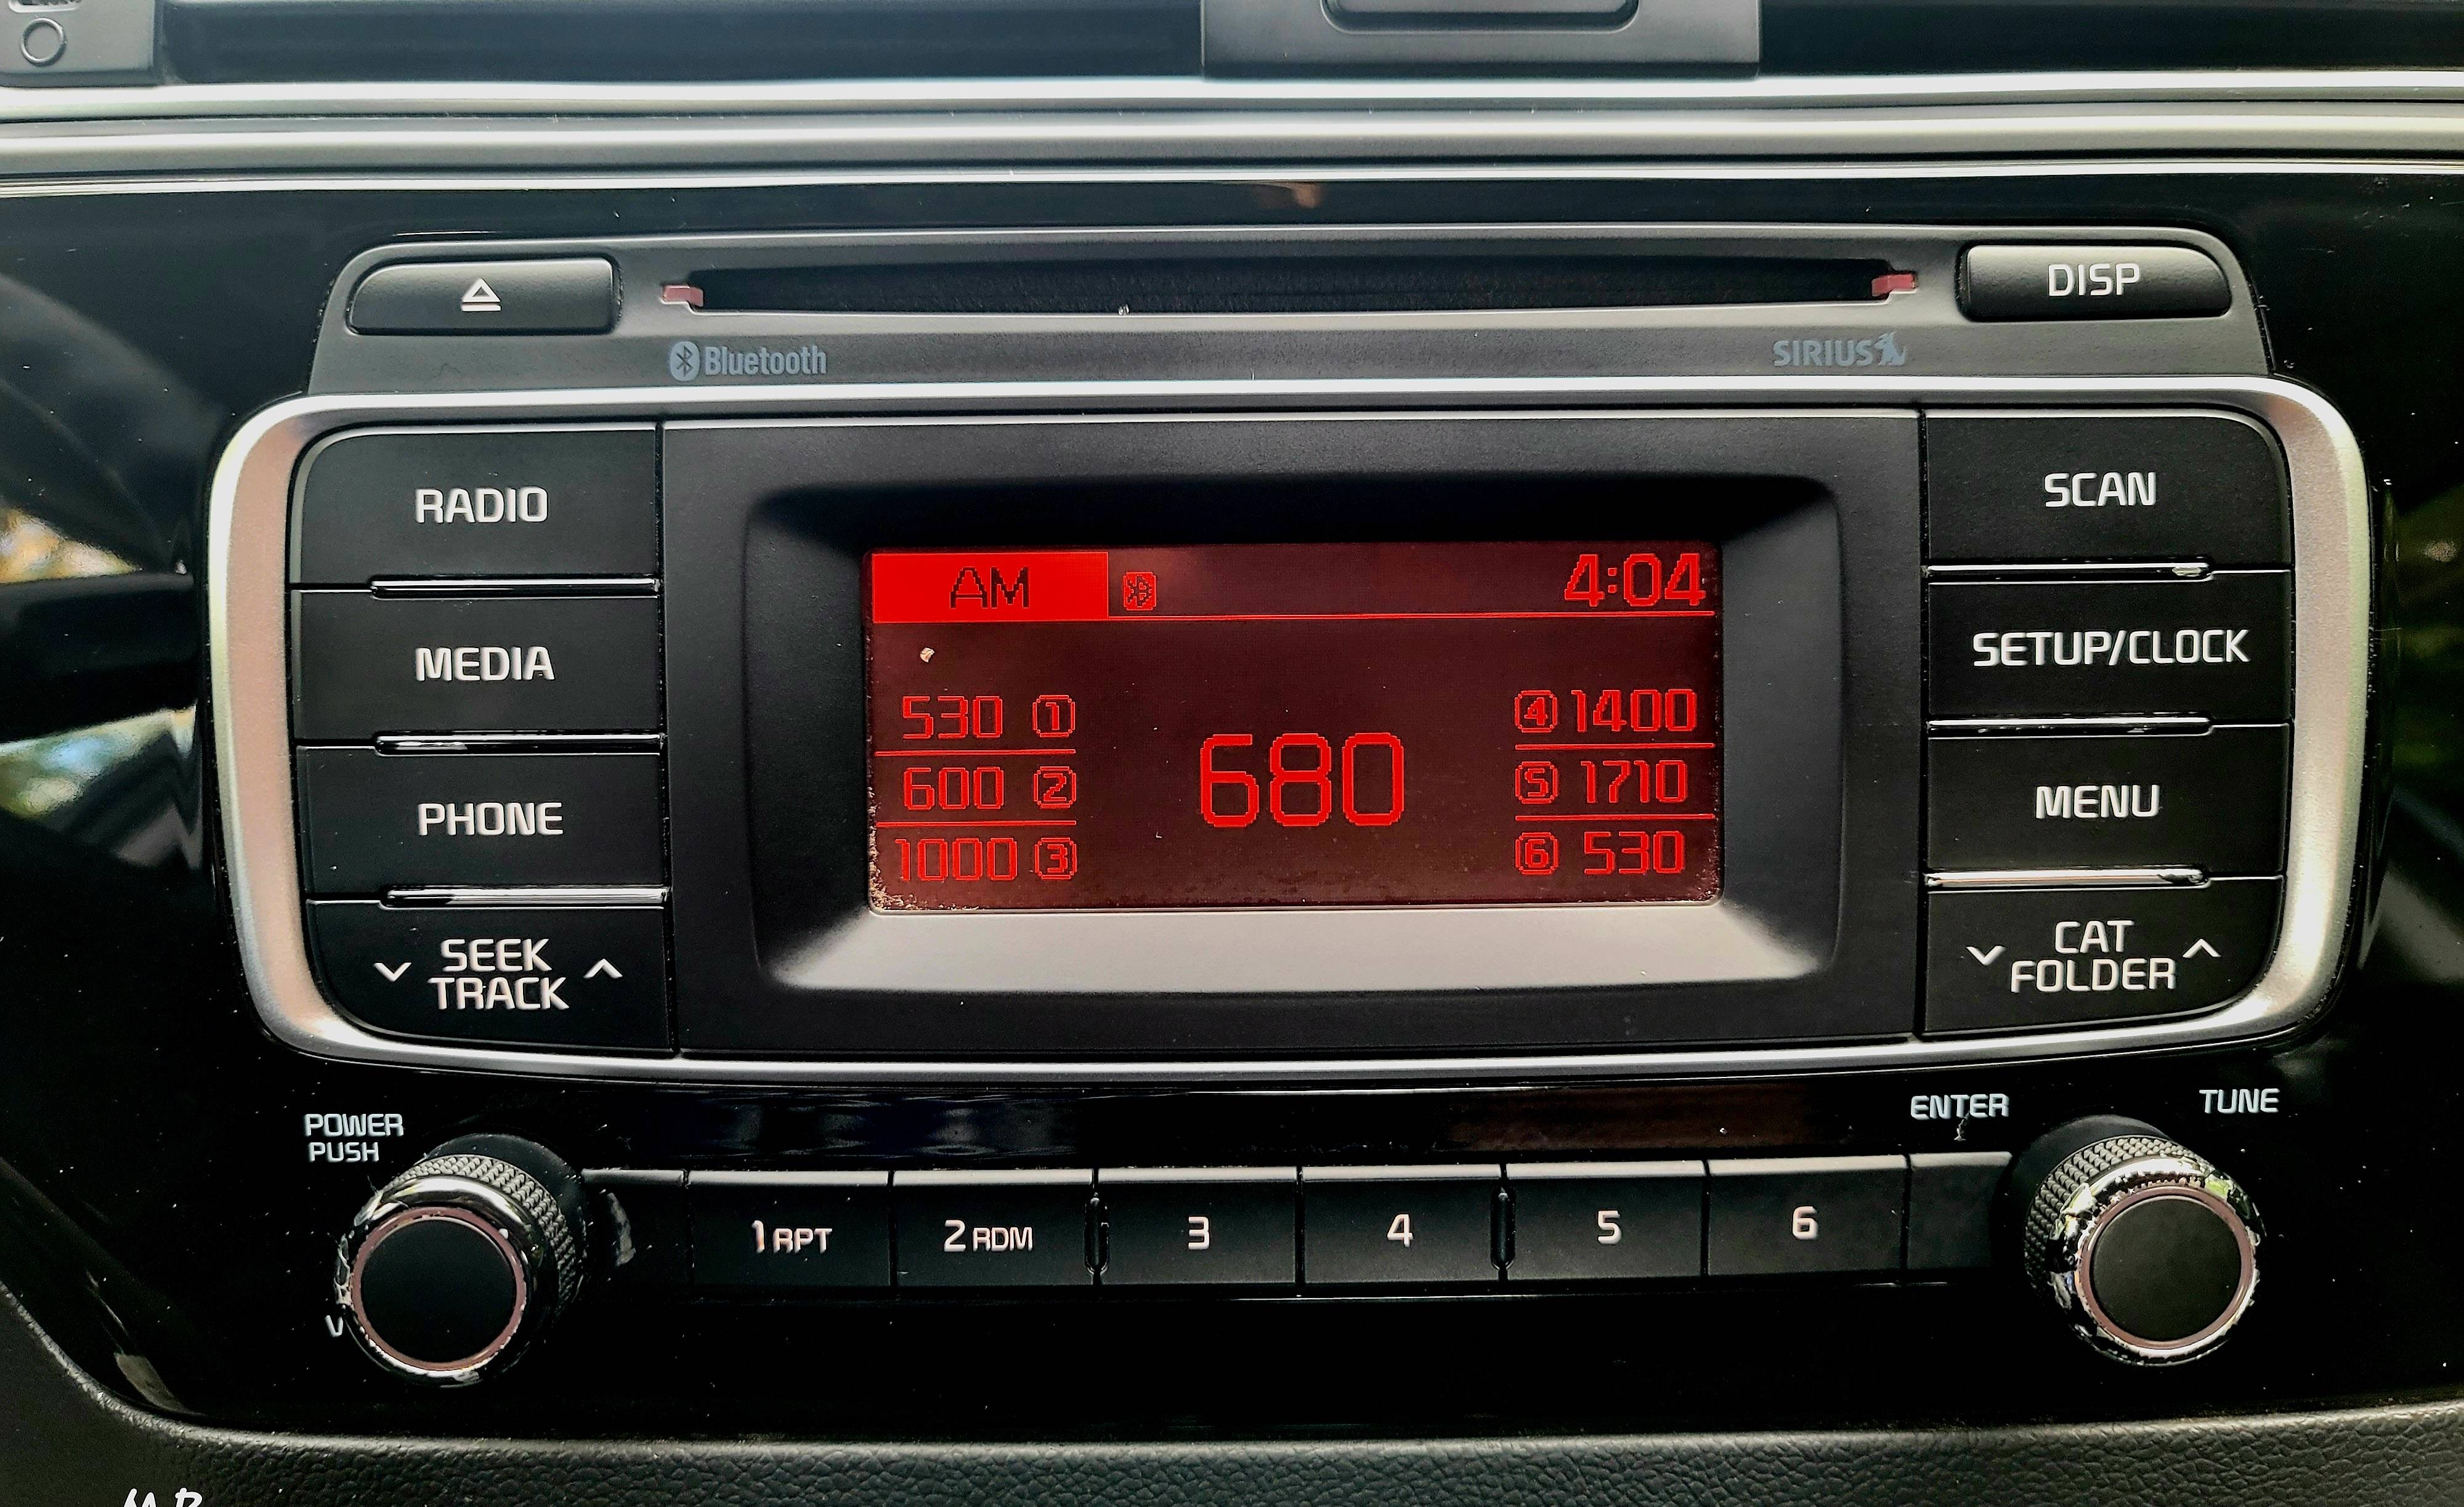 DISP
Bluetooth
SIRIUS
RADIO
MEDIA
PHONE
SEEK
TRACK
AM 4:04
530 1
600 2
1000 3
680
4 1400
5 1710
6 530
SCAN
SETUP/CLOCK
MENU
CAT
FOLDER
POWER
PUSH
V
ENTER
TUNE
1 RPT
2 RDM
3
4
5
6